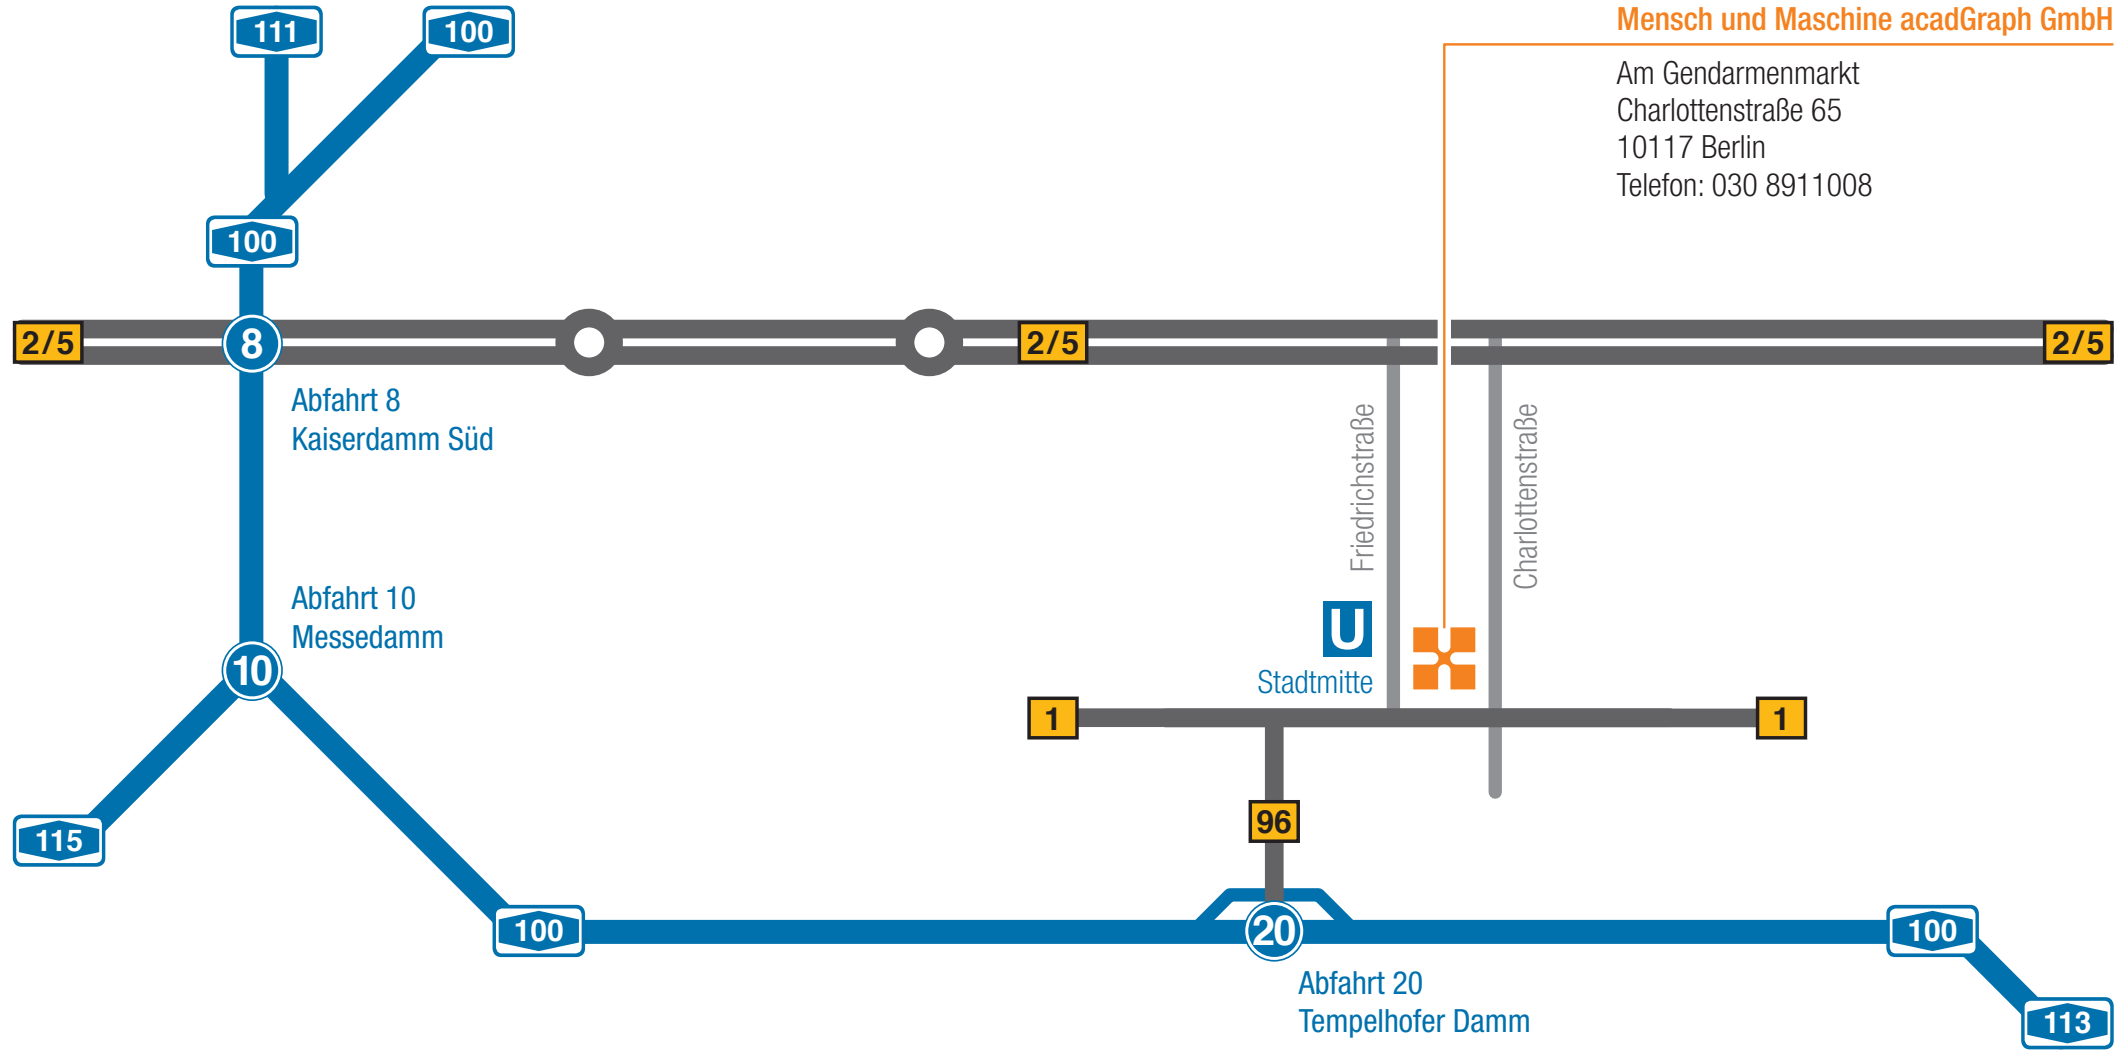 111
100
Mensch und Maschine acadGraph GmbH
Am Gendarmenmarkt
Charlottenstraße 65
10117 Berlin
Telefon: 030 8911008
100
2/5
8
2/5
2/5
Abfahrt 8
Kaiserdamm Süd
Friedrichstraße
Charlottenstraße
Abfahrt 10
Messedamm
10
U
Stadtmitte
1
1
115
96
100
20
100
Abfahrt 20
Tempelhofer Damm
113